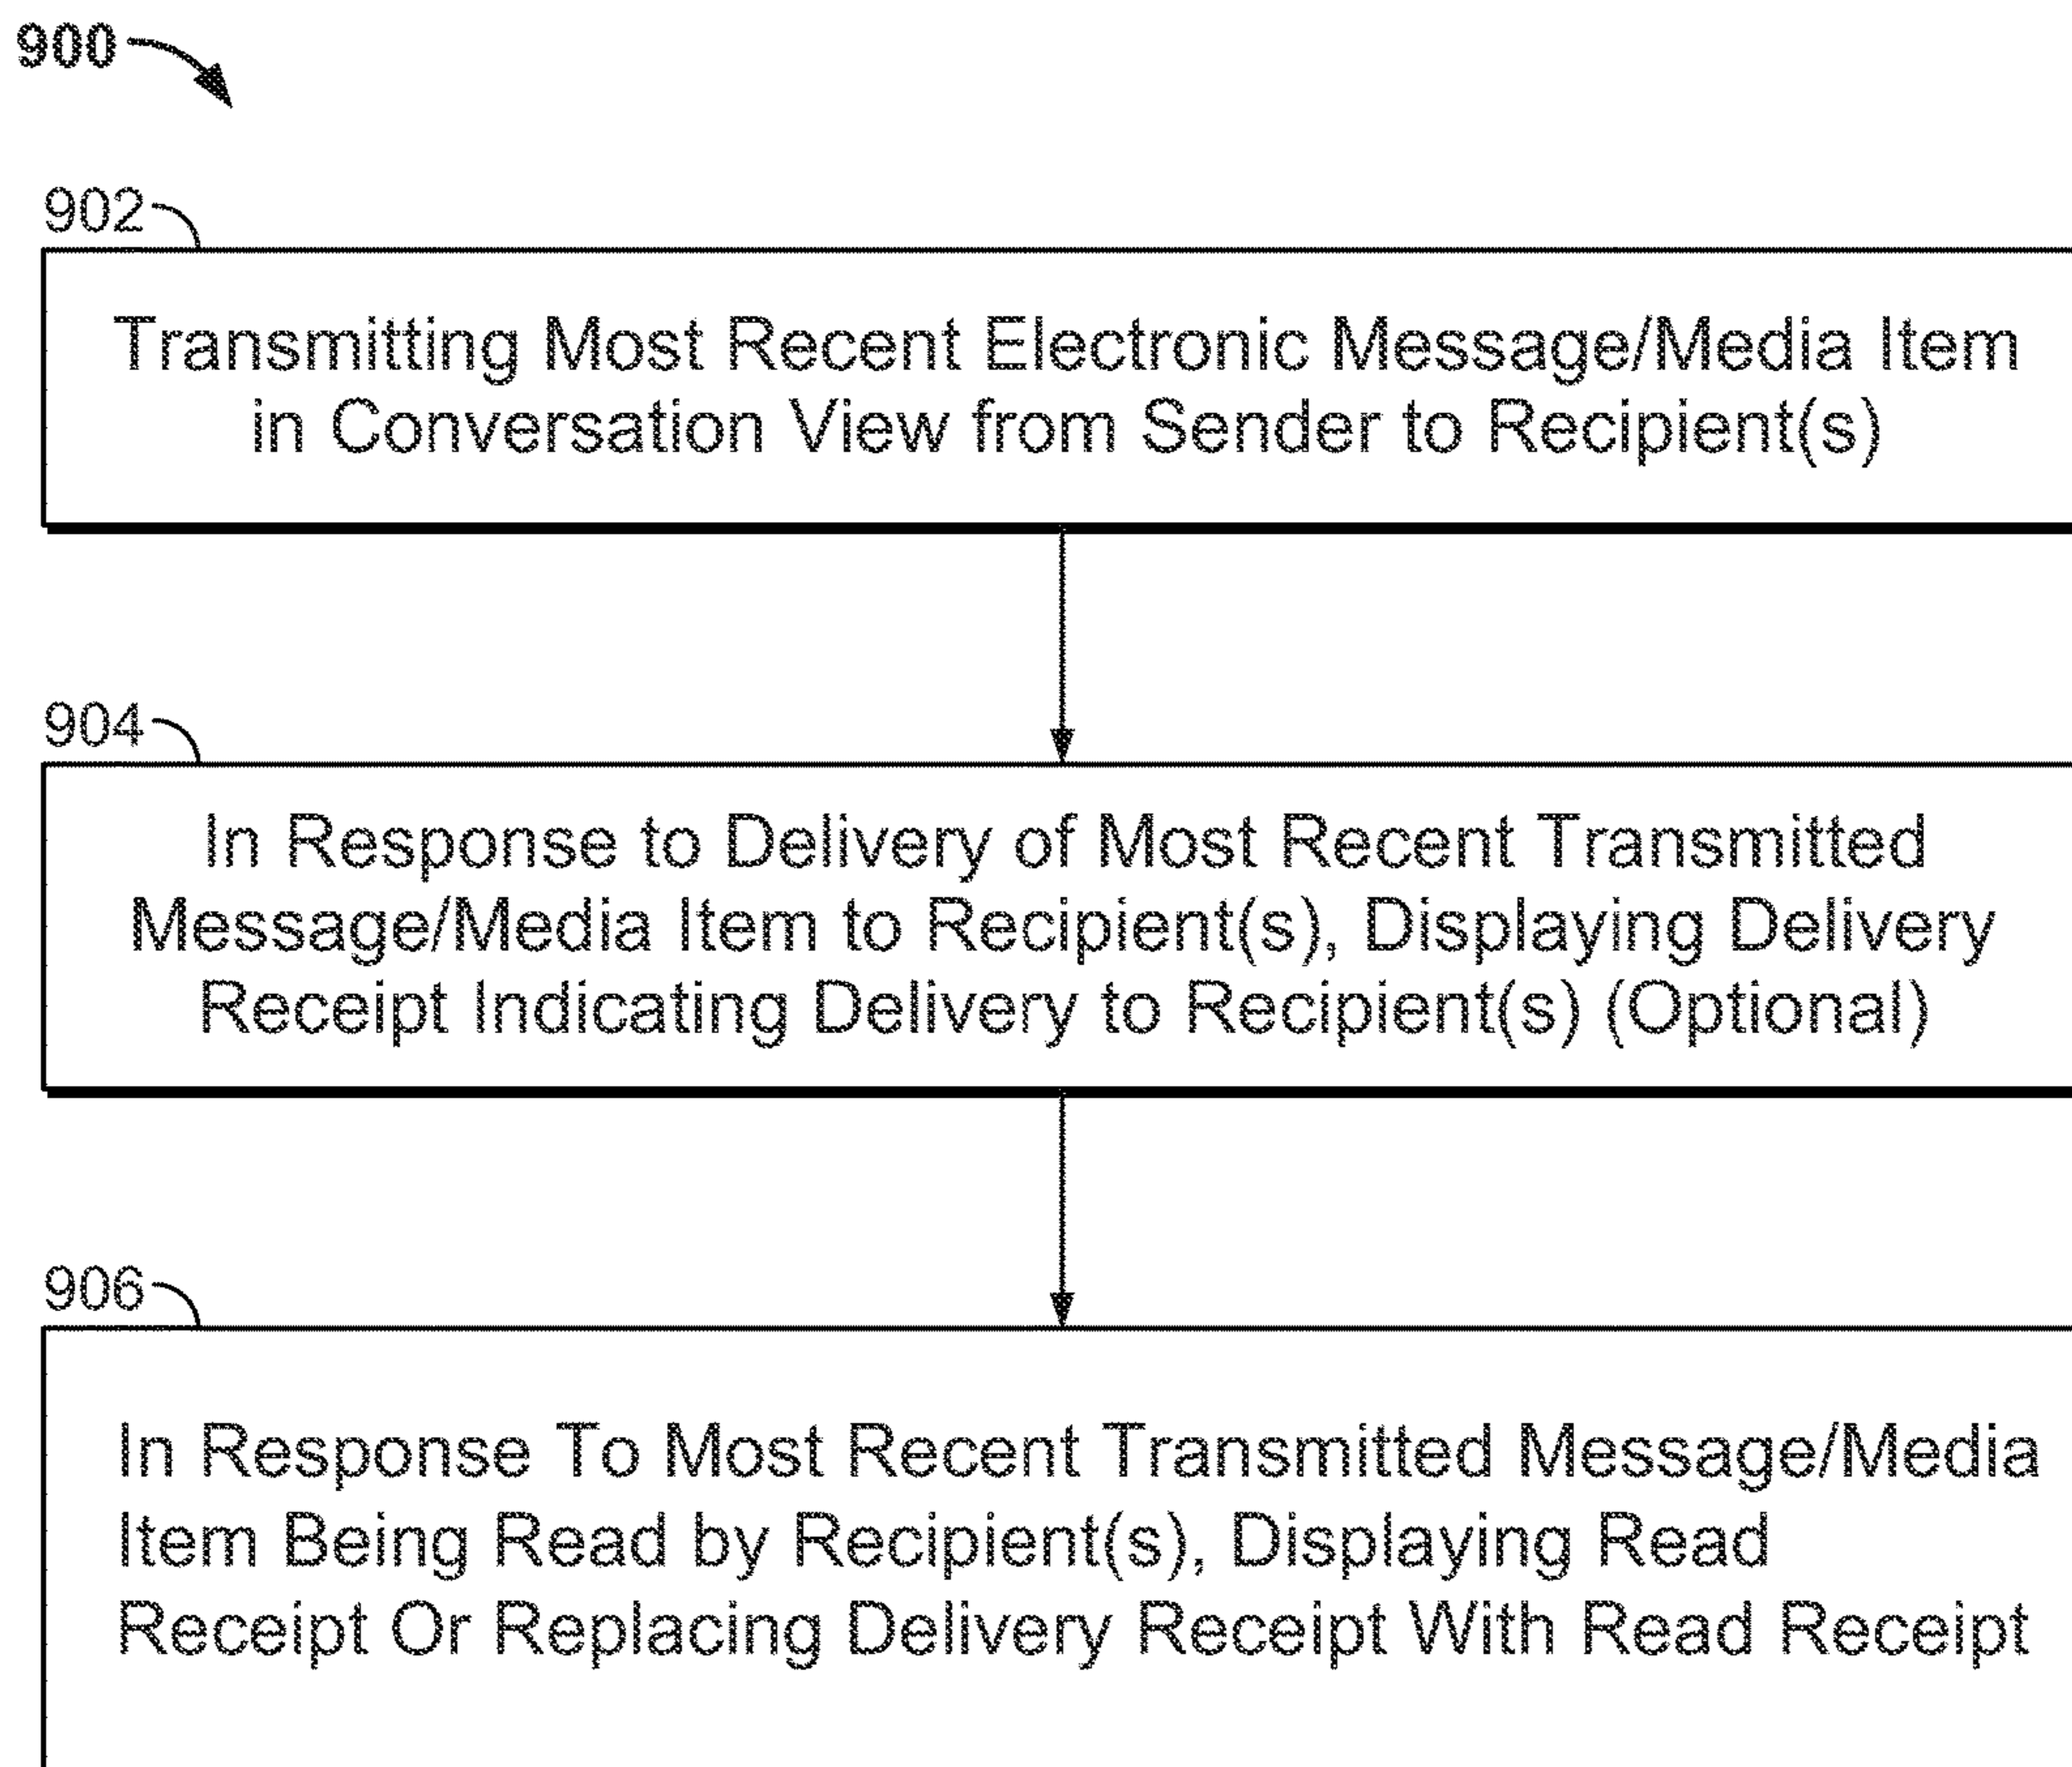 900
902
Transmitting Most Recent Electronic Message/Media Item
in Conversation View from Sender to Recipient(s)
904
In Response to Delivery of Most Recent Transmitted
Message/Media Item to Recipient(s), Displaying Delivery
Receipt Indicating Delivery to Recipient(s) (Optional)
906
In Response To Most Recent Transmitted Message/Media
Item Being Read by Recipient(s), Displaying Read
Receipt Or Replacing Delivery Receipt With Read Receipt